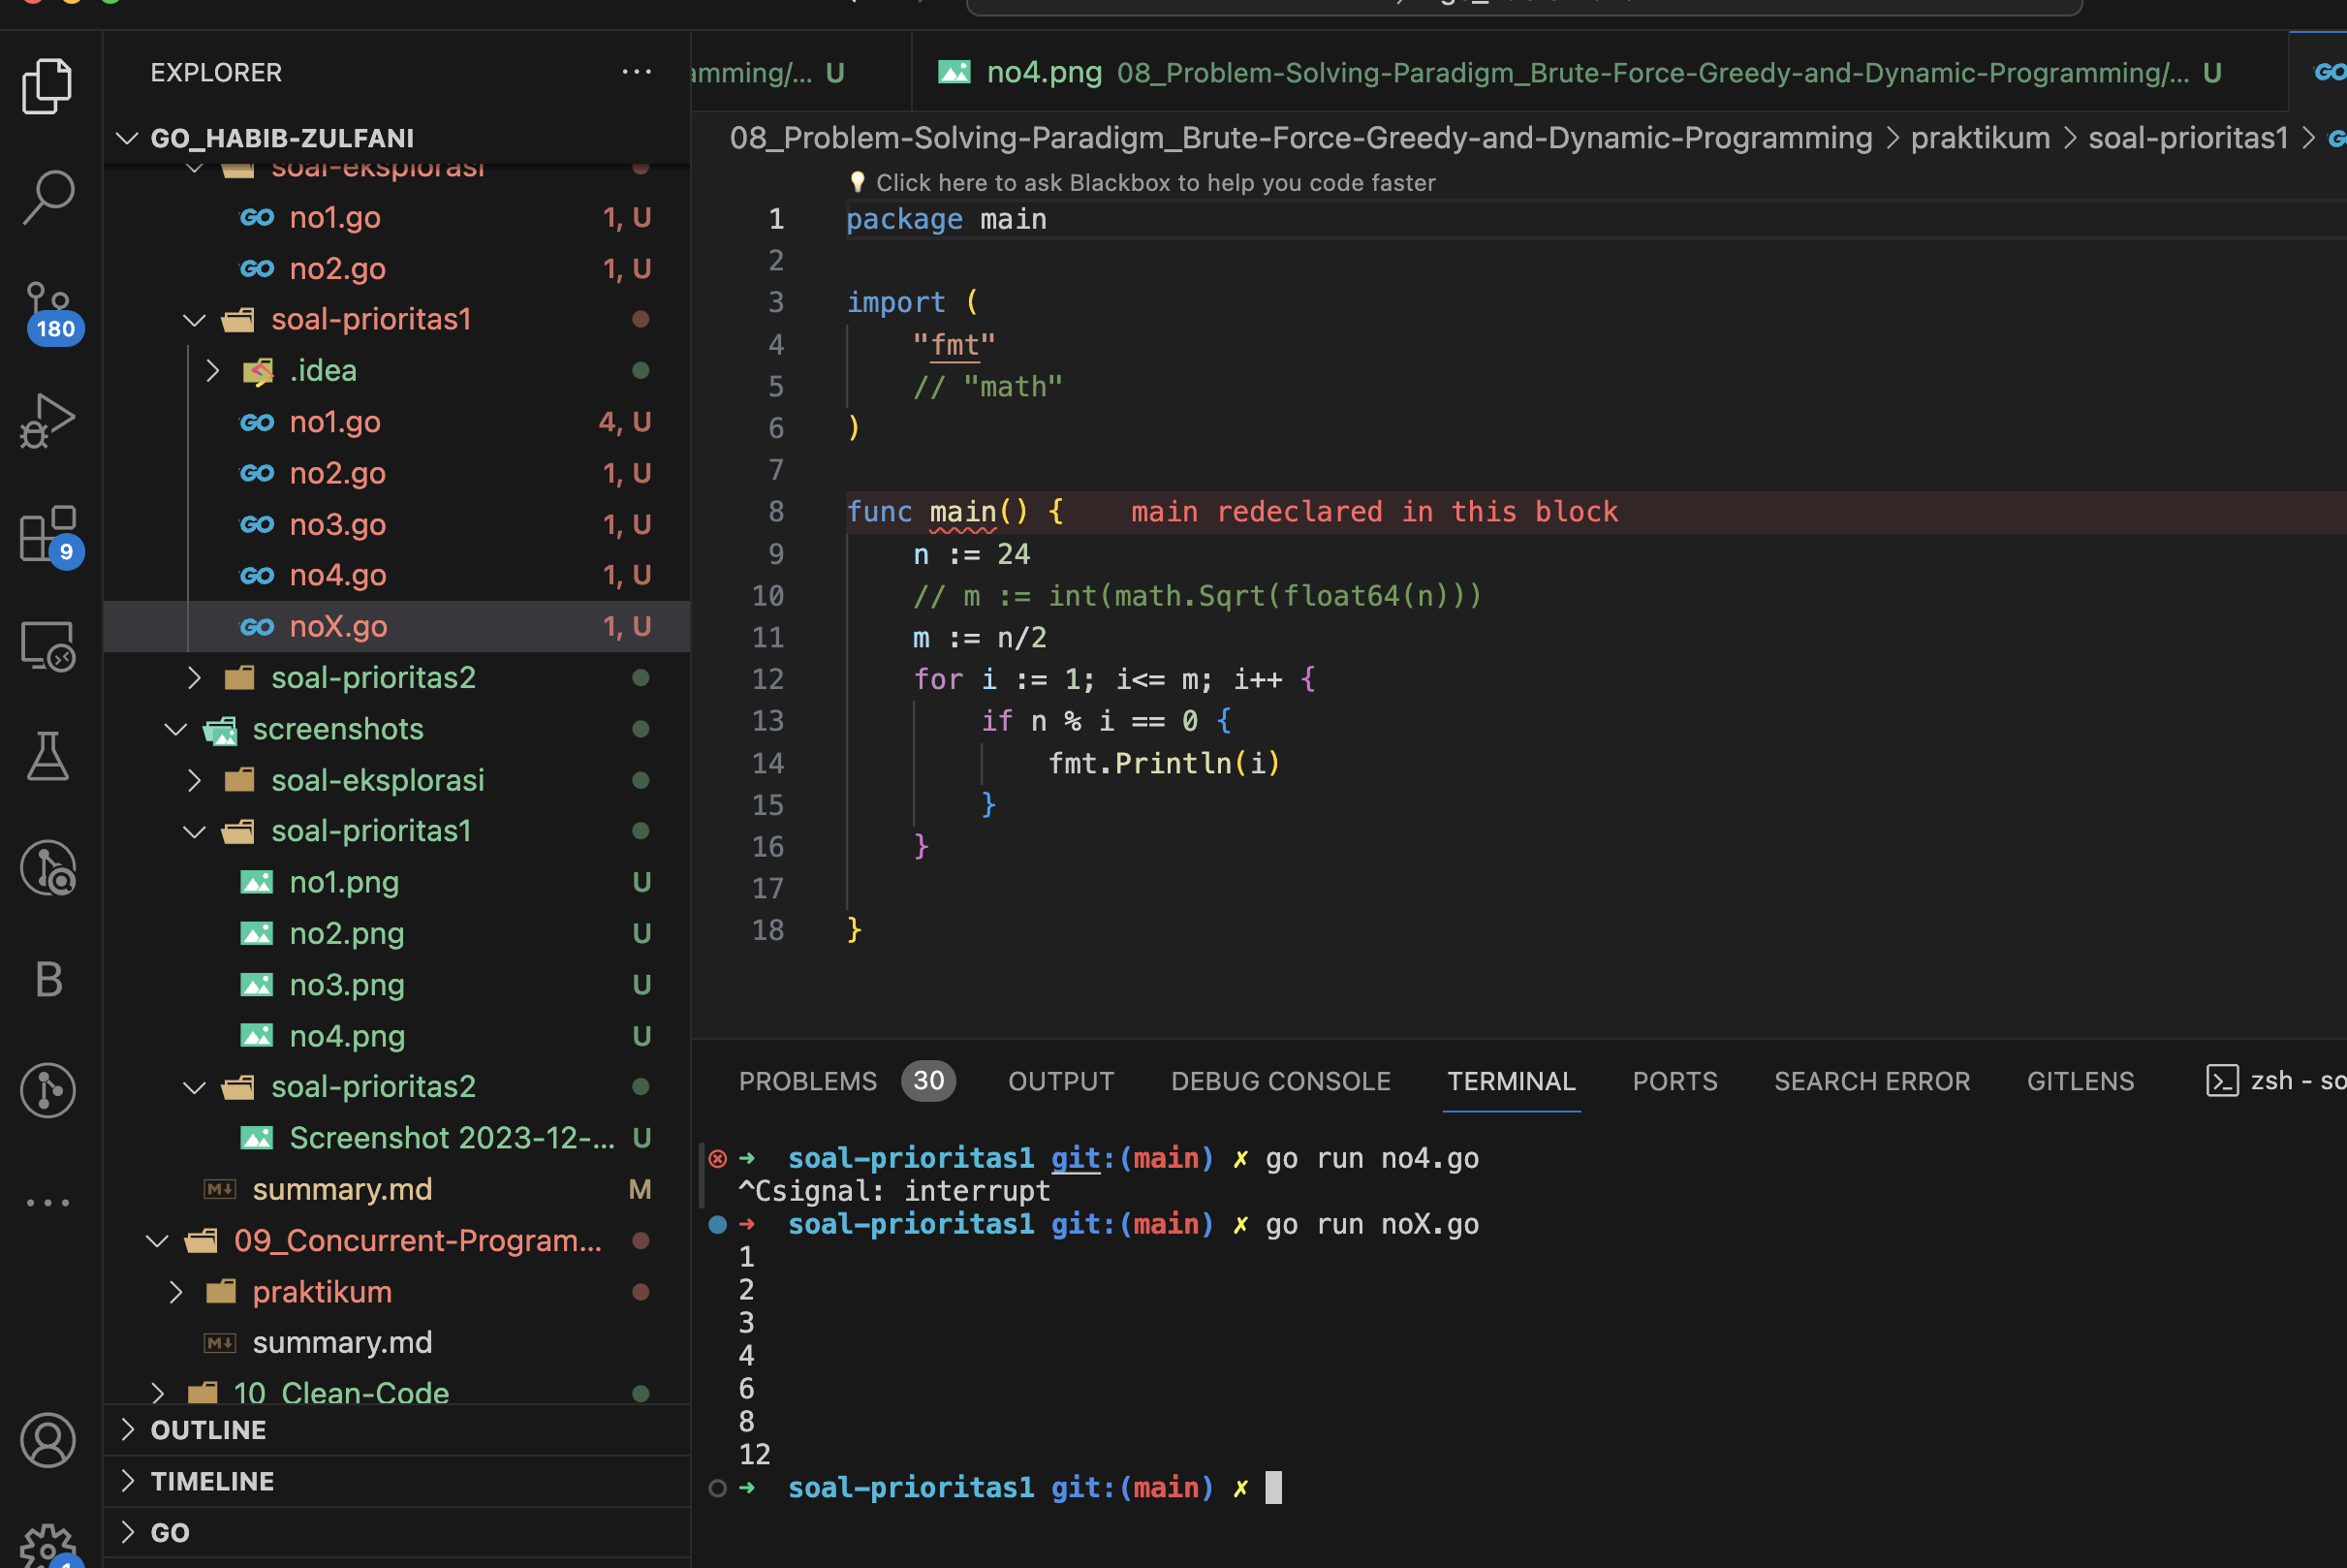 EXPLORER
GO_HABIB-ZULFANI
soal-eksplorasi
no1.go 1, U
no2.go 1, U
soal-prioritas1
.idea
no1.go 4, U
no2.go 1, U
no3.go 1, U
no4.go 1, U
noX.go 1, U
soal-prioritas2
screenshots
soal-eksplorasi
soal-prioritas1
no1.png U
no2.png U
no3.png U
no4.png U
soal-prioritas2
Screenshot 2023-12-... U
summary.md M
09_Concurrent-Program...
praktikum
summary.md
10_Clean-Code
OUTLINE
TIMELINE
GO
180
9
B
1
amming/... U
no4.png 08_Problem-Solving-Paradigm_Brute-Force-Greedy-and-Dynamic-Programming/... U
GO
08_Problem-Solving-Paradigm_Brute-Force-Greedy-and-Dynamic-Programming > praktikum > soal-prioritas1 >
Click here to ask Blackbox to help you code faster
1 package main
2
3 import (
4 "fmt"
5 // "math"
6 )
7
8 func main() { main redeclared in this block
9 n := 24
10 // m := int(math.Sqrt(float64(n)))
11 m := n/2
12 for i := 1; i<= m; i++ {
13 if n % i == 0 {
14 fmt.Println(i)
15 }
16 }
17
18 }
PROBLEMS 30 OUTPUT DEBUG CONSOLE TERMINAL PORTS SEARCH ERROR GITLENS zsh - so
➜ soal-prioritas1 git:(main) ✗ go run no4.go
^Csignal: interrupt
➜ soal-prioritas1 git:(main) ✗ go run noX.go
1
2
3
4
6
8
12
➜ soal-prioritas1 git:(main) ✗